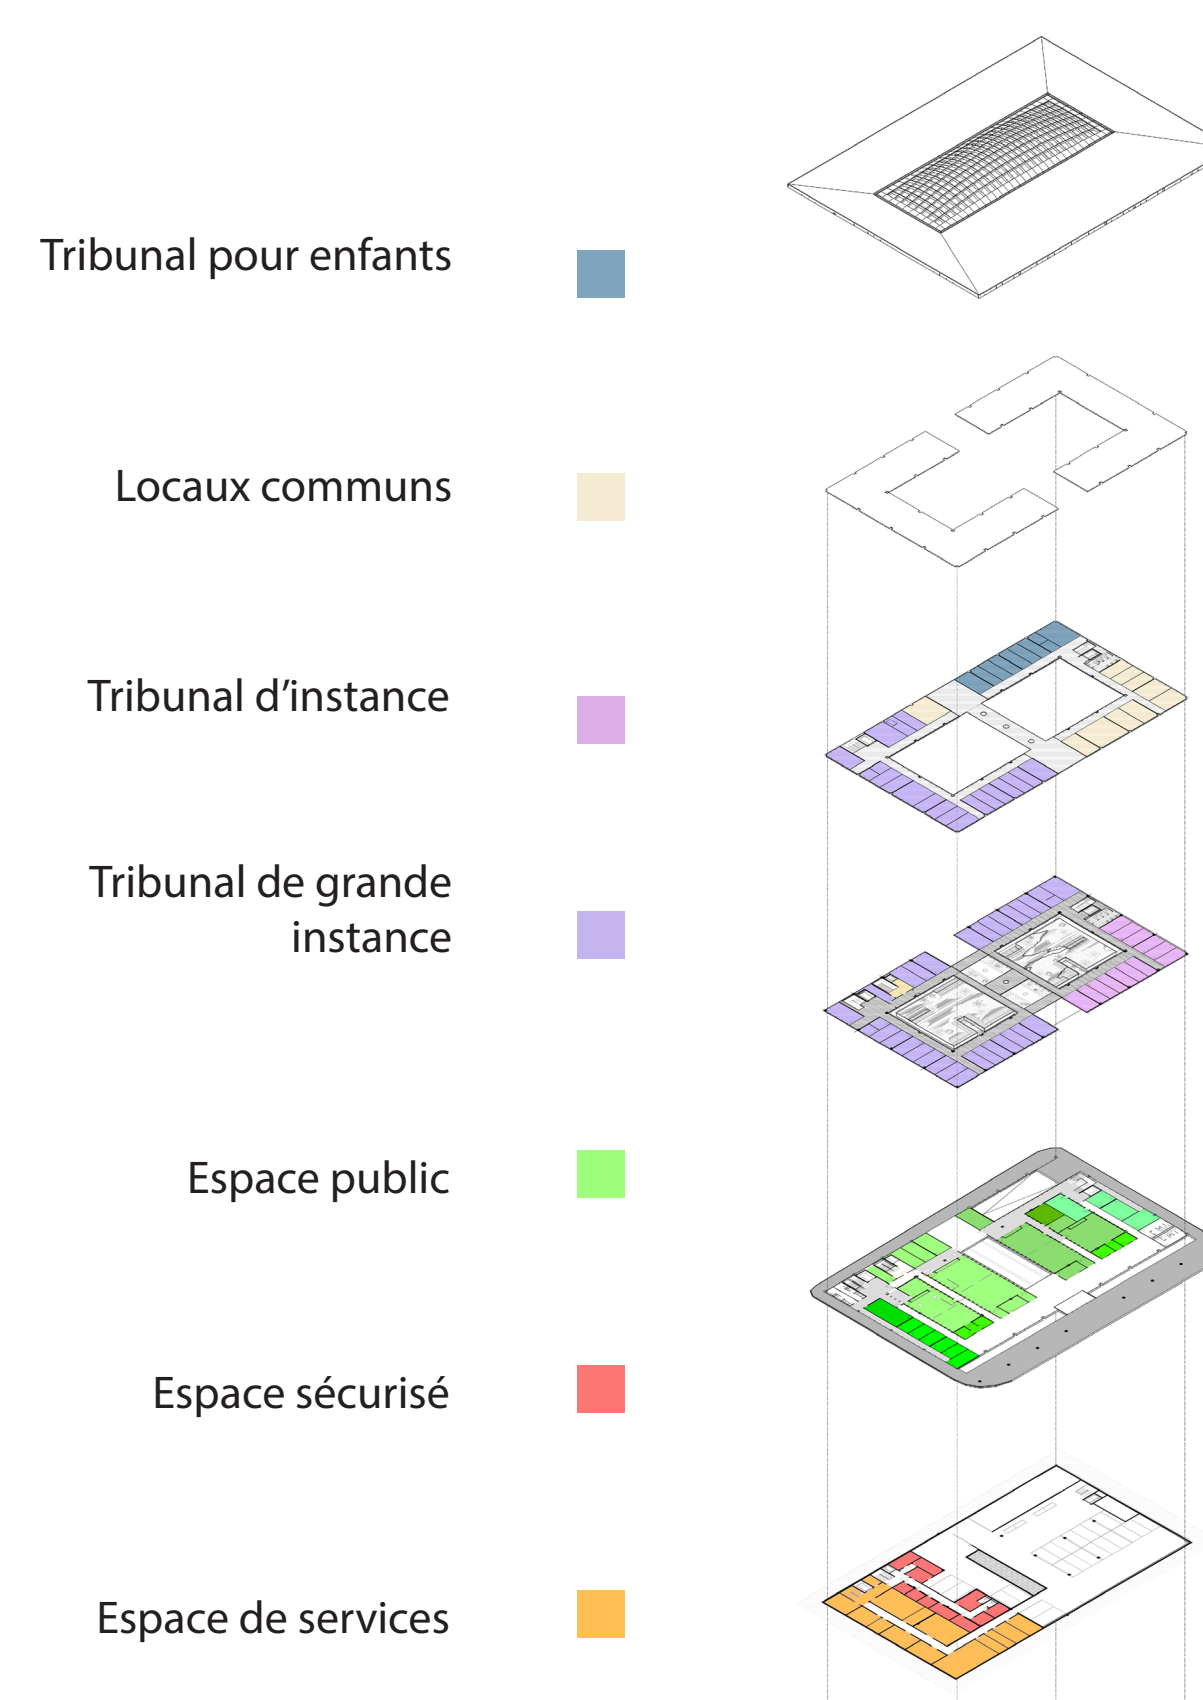 Tribunal pour enfants
Locaux communs
Tribunal d’instance
Tribunal de grande
instance
Espace public
Espace sécurisé
Espace de services